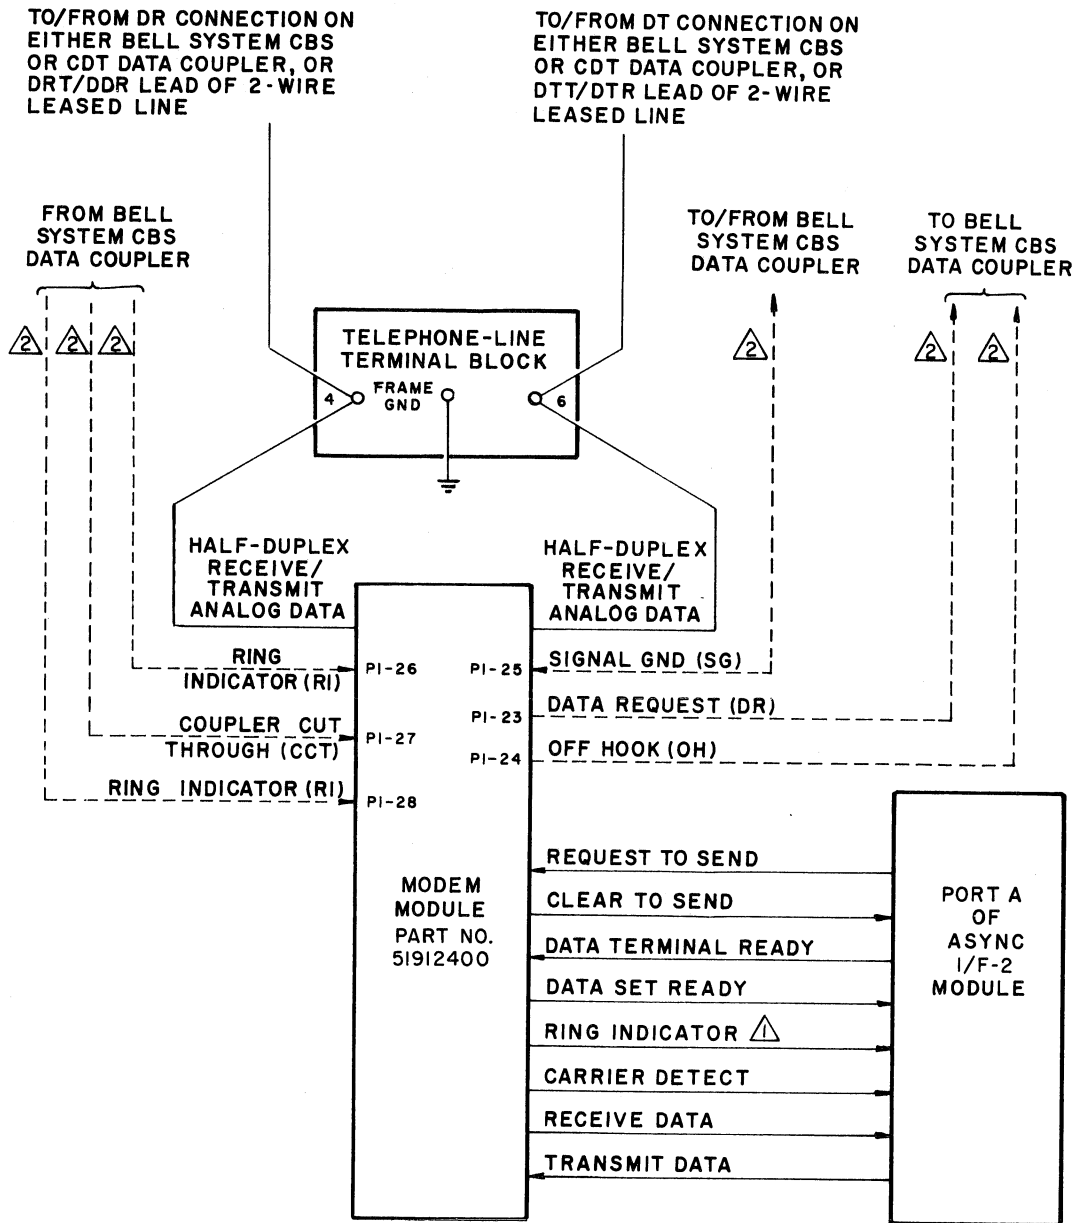 TO/FROM DR CONNECTION ON
EITHER BELL SYSTEM CBS
OR CDT DATA COUPLER, OR
DRT/DDR LEAD OF 2-WIRE
LEASED LINE
TO/FROM DT CONNECTION ON
EITHER BELL SYSTEM CBS
OR CDT DATA COUPLER, OR
DTT/DTR LEAD OF 2-WIRE
LEASED LINE
FROM BELL
SYSTEM CBS
DATA COUPLER
TO/FROM BELL
SYSTEM CBS
DATA COUPLER
TO BELL
SYSTEM CBS
DATA COUPLER
2
2
2
2
2
2
TELEPHONE-LINE
TERMINAL BLOCK
4
FRAME
GND
6
HALF-DUPLEX
RECEIVE/
TRANSMIT
ANALOG DATA
HALF-DUPLEX
RECEIVE/
TRANSMIT
ANALOG DATA
RING
INDICATOR (RI)
P1-26
COUPLER CUT
THROUGH (CCT)
P1-27
RING INDICATOR (RI)
P1-28
P1-25
SIGNAL GND (SG)
P1-23
DATA REQUEST (DR)
P1-24
OFF HOOK (OH)
MODEM
MODULE
PART NO.
51912400
REQUEST TO SEND
CLEAR TO SEND
DATA TERMINAL READY
DATA SET READY
RING INDICATOR 1
CARRIER DETECT
RECEIVE DATA
TRANSMIT DATA
PORT A
OF
ASYNC
I/F-2
MODULE